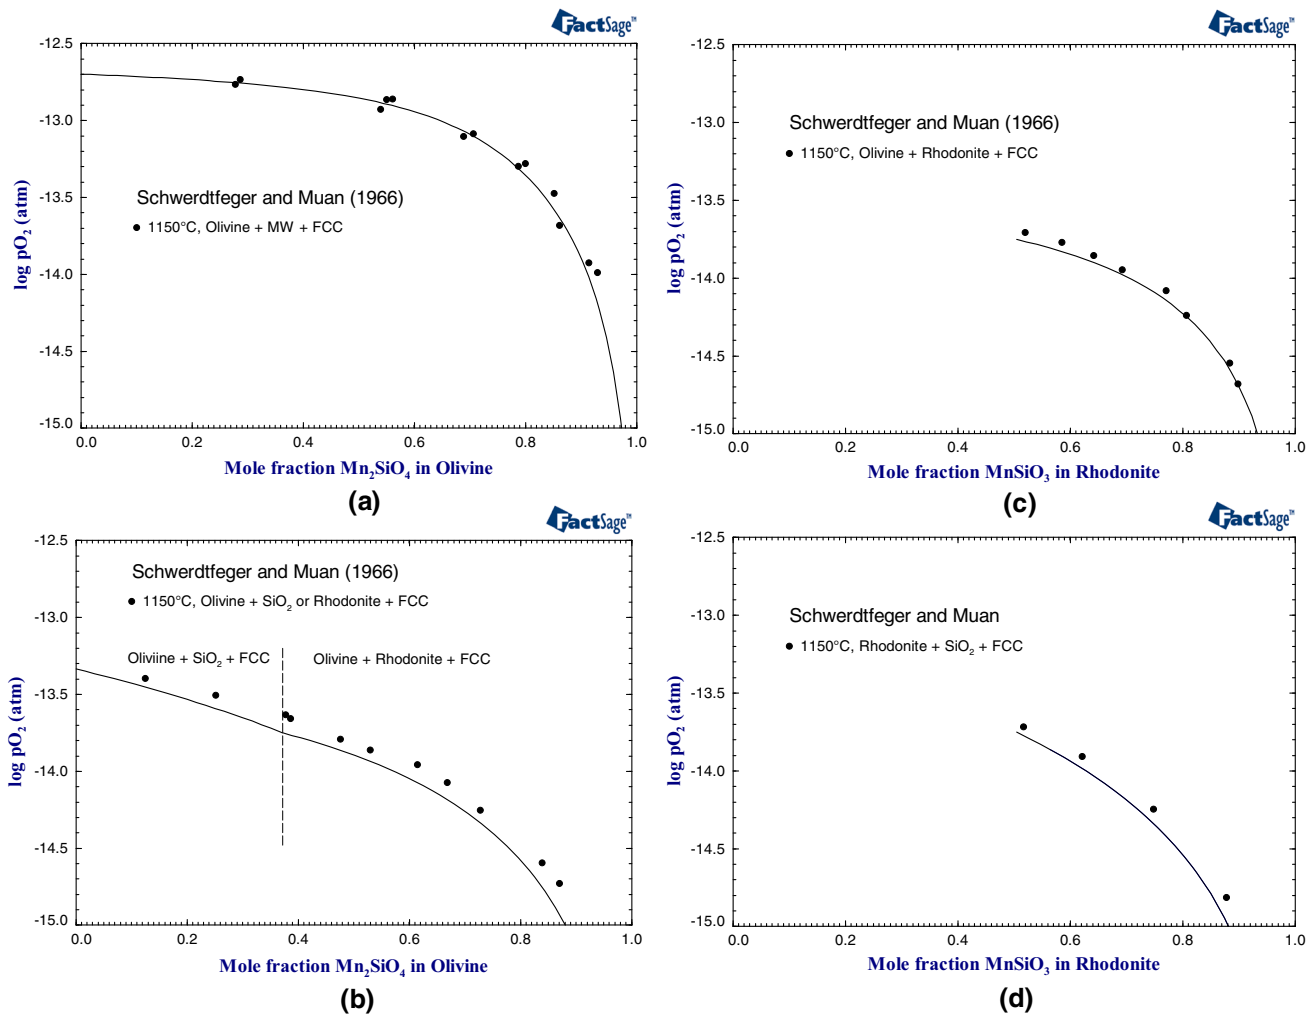 FactSage™
-12.5
-13.0
-13.5
-14.0
-14.5
-15.0
log pO₂ (atm)
Schwerdtfeger and Muan (1966)
1150°C, Olivine + MW + FCC
0.0 0.2 0.4 0.6 0.8 1.0
Mole fraction Mn₂SiO₄ in Olivine
(a)
FactSage™
-12.5
-13.0
-13.5
-14.0
-14.5
-15.0
log pO₂ (atm)
Schwerdtfeger and Muan (1966)
1150°C, Olivine + Rhodonite + FCC
0.0 0.2 0.4 0.6 0.8 1.0
Mole fraction MnSiO₃ in Rhodonite
(c)
FactSage™
-12.5
-13.0
-13.5
-14.0
-14.5
-15.0
log pO₂ (atm)
Schwerdtfeger and Muan (1966)
1150°C, Olivine + SiO₂ or Rhodonite + FCC
Oliviine + SiO₂ + FCC
Olivine + Rhodonite + FCC
0.0 0.2 0.4 0.6 0.8 1.0
Mole fraction Mn₂SiO₄ in Olivine
(b)
FactSage™
-12.5
-13.0
-13.5
-14.0
-14.5
-15.0
log pO₂ (atm)
Schwerdtfeger and Muan
1150°C, Rhodonite + SiO₂ + FCC
0.0 0.2 0.4 0.6 0.8 1.0
Mole fraction MnSiO₃ in Rhodonite
(d)